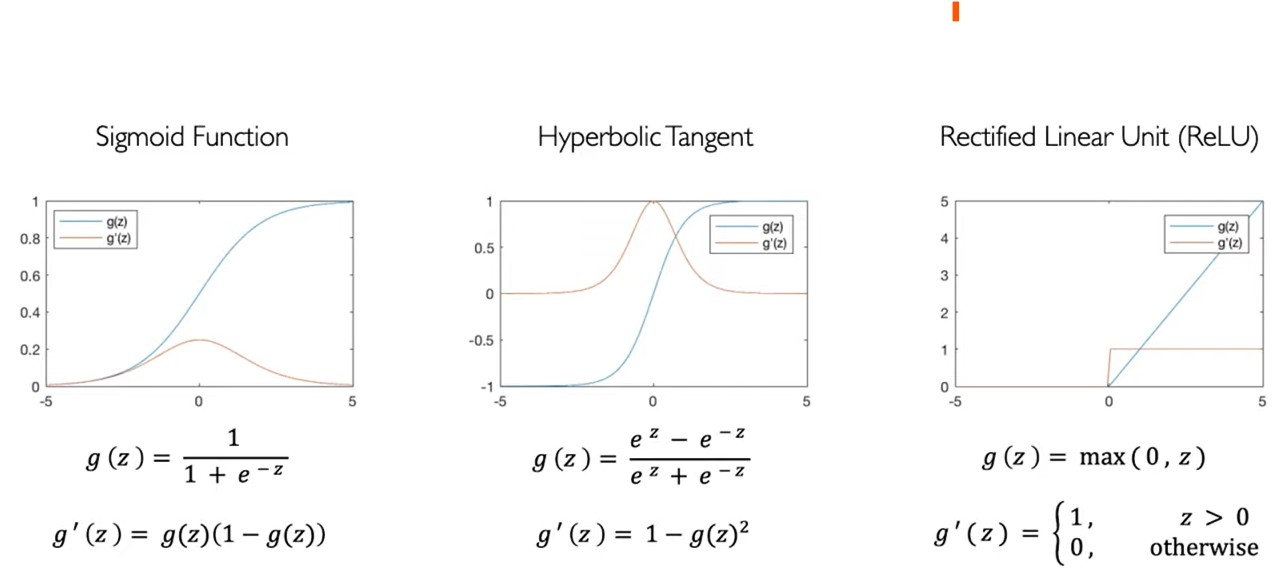 Sigmoid Function
1
0.8
0.6
0.4
0.2
0
-5
0
5
g(z)
g'(z)
g(z) = 1 / (1 + e^{-z})
g'(z) = g(z)(1 − g(z))
Hyperbolic Tangent
1
0.5
0
-0.5
-1
-5
0
5
g(z)
g'(z)
g(z) = (e^z − e^{-z}) / (e^z + e^{-z})
g'(z) = 1 − g(z)²
Rectified Linear Unit (ReLU)
5
4
3
2
1
0
-5
0
5
g(z)
g'(z)
g(z) = max(0, z)
g'(z) = { 1, z > 0
0, otherwise